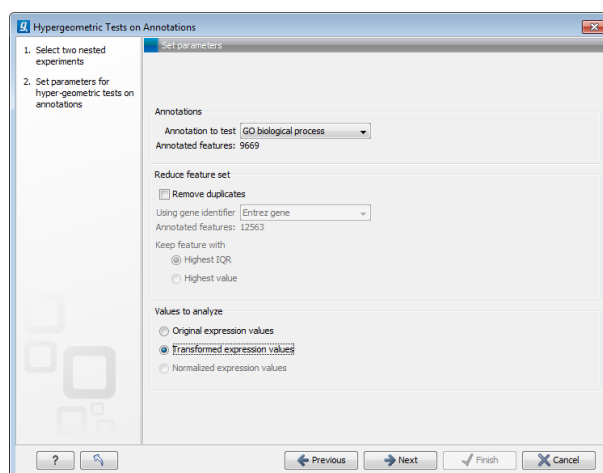 Hypergeometric Tests on Annotations
1. Select two nested
experiments
2. Set parameters for
hyper-geometric tests on
annotations
Set parameters
Annotations
Annotation to test GO biological process
Annotated features: 9669
Reduce feature set
Remove duplicates
Using gene identifier Entrez gene
Annotated features: 12563
Keep feature with
Highest IQR
Highest value
Values to analyze
Original expression values
Transformed expression values
Normalized expression values
? Previous Next Finish Cancel